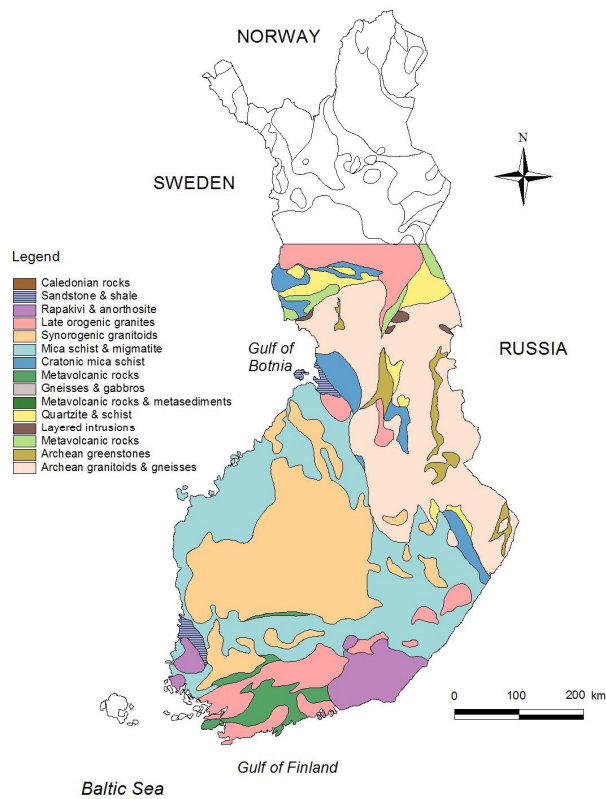 NORWAY
N
SWEDEN
Legend
Caledonian rocks
Sandstone & shale
Rapakivi & anorthosite
Late orogenic granites
Synorogenic granitoids
Mica schist & migmatite
Cratonic mica schist
Metavolcanic rocks
Gneisses & gabbros
Metavolcanic rocks & metasediments
Quartzite & schist
Layered intrusions
Metavolcanic rocks
Archean greenstones
Archean granitoids & gneisses
Gulf of
Botnia
RUSSIA
0 100 200 km
Gulf of Finland
Baltic Sea